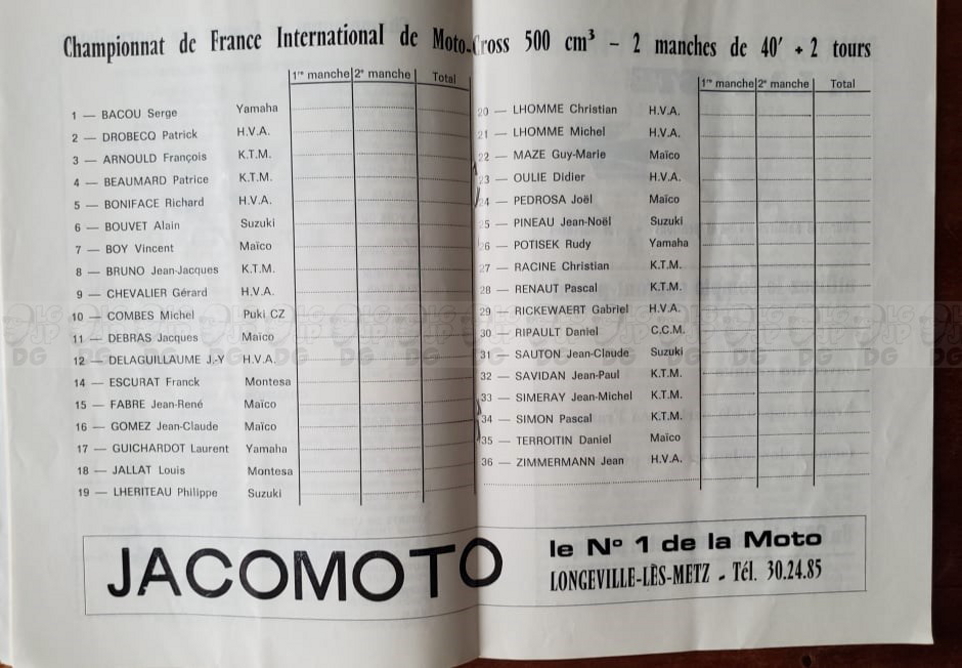 Championnat de France International de Moto-Cross 500 cm³ – 2 manches de 40' + 2 tours
1re manche 2e manche Total
1 — BACOU Serge Yamaha
2 — DROBECQ Patrick H.V.A.
3 — ARNOULD François K.T.M.
4 — BEAUMARD Patrice K.T.M.
5 — BONIFACE Richard H.V.A.
6 — BOUVET Alain Suzuki
7 — BOY Vincent Maïco
8 — BRUNO Jean-Jacques K.T.M.
9 — CHEVALIER Gérard H.V.A.
10 — COMBES Michel Puki CZ
11 — DEBRAS Jacques Maïco
12 — DELAGUILLAUME J.-Y H.V.A.
14 — ESCURAT Franck Montesa
15 — FABRE Jean-René Maïco
16 — GOMEZ Jean-Claude Maïco
17 — GUICHARDOT Laurent Yamaha
18 — JALLAT Louis Montesa
19 — LHERITEAU Philippe Suzuki
1re manche 2e manche Total
20 — LHOMME Christian H.V.A.
21 — LHOMME Michel H.V.A.
22 — MAZE Guy-Marie Maïco
23 — OULIE Didier H.V.A.
24 — PEDROSA Joël Maïco
25 — PINEAU Jean-Noël Suzuki
26 — POTISEK Rudy Yamaha
27 — RACINE Christian K.T.M.
28 — RENAUT Pascal K.T.M.
29 — RICKEWAERT Gabriel H.V.A.
30 — RIPAULT Daniel C.C.M.
31 — SAUTON Jean-Claude Suzuki
32 — SAVIDAN Jean-Paul K.T.M.
33 — SIMERAY Jean-Michel K.T.M.
34 — SIMON Pascal K.T.M.
35 — TERROITIN Daniel Maïco
36 — ZIMMERMANN Jean H.V.A.
JACOMOTO
le N° 1 de la Moto
LONGEVILLE-LÈS-METZ - Tél. 30.24.85